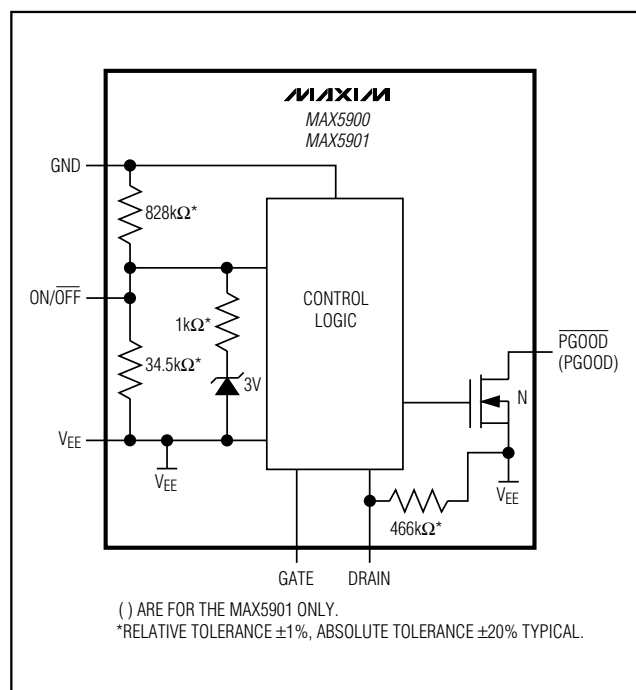 MAXIM
MAX5900
MAX5901
GND
828kΩ*
ON/OFF
CONTROL
LOGIC
1kΩ*
PGOOD
(PGOOD)
34.5kΩ*
3V
N
VEE
VEE
VEE
466kΩ*
GATE DRAIN
( ) ARE FOR THE MAX5901 ONLY.
*RELATIVE TOLERANCE ±1%, ABSOLUTE TOLERANCE ±20% TYPICAL.